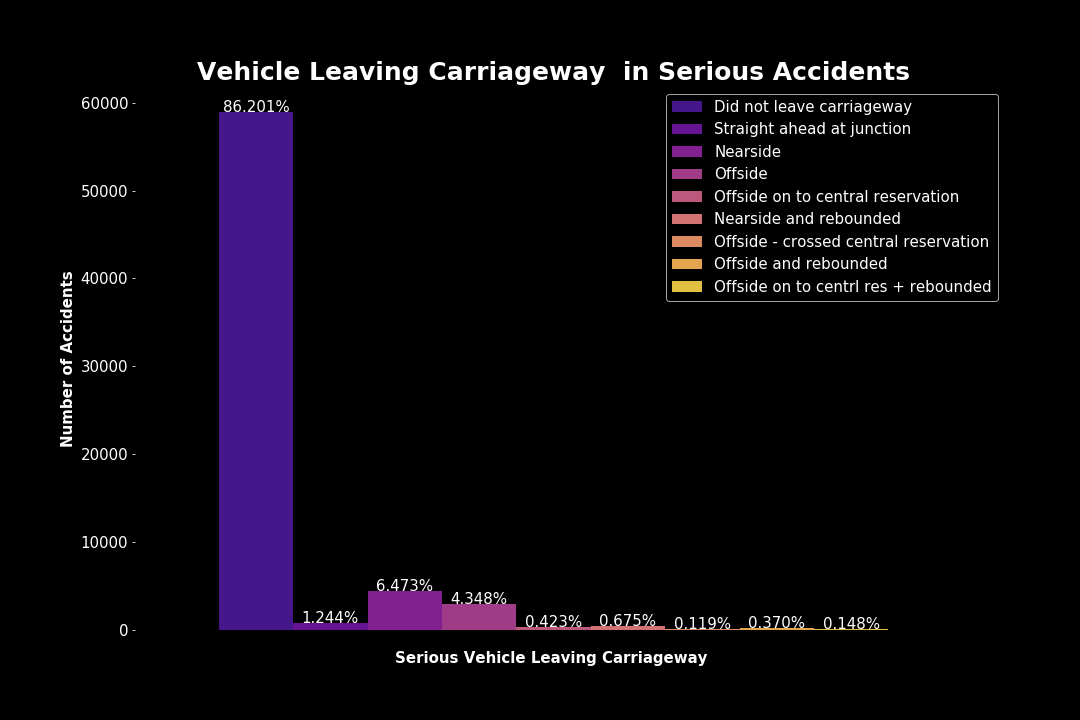 Vehicle Leaving Carriageway  in Serious Accidents
60000
50000
40000
30000
20000
10000
0
Number of Accidents
86.201%
1.244%
6.473%
4.348%
0.423%
0.675%
0.119%
0.370%
0.148%
Did not leave carriageway
Straight ahead at junction
Nearside
Offside
Offside on to central reservation
Nearside and rebounded
Offside - crossed central reservation
Offside and rebounded
Offside on to centrl res + rebounded
Serious Vehicle Leaving Carriageway